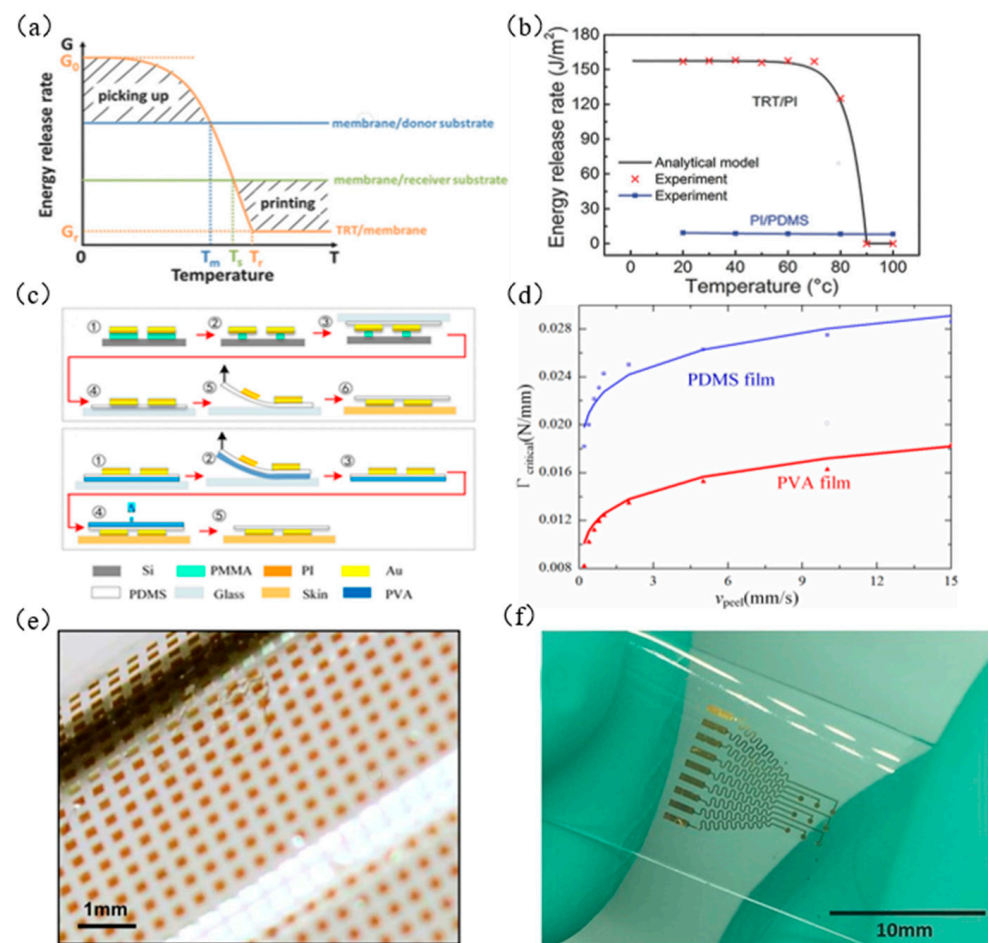 (a)
G
G₀
picking up
membrane/donor substrate
membrane/receiver substrate
printing
Gᵣ
TRT/membrane
Tₘ Tₛ Tᵣ T
Temperature
Energy release rate
(b)
180
150
120
90
60
30
0
Energy release rate (J/m²)
TRT/PI
Analytical model
Experiment
Experiment
PI/PDMS
0 20 40 60 80 100
Temperature (°c)
(c)
① ② ③
④ ⑤ ⑥
① ② ③
④ ⑤
Si PMMA PI Au
PDMS Glass Skin PVA
(d)
0.028
0.024
0.020
0.016
0.012
0.008
Γ critical(N/mm)
PDMS film
PVA film
0 3 6 9 12 15
vpeel(mm/s)
(e)
1mm
(f)
10mm